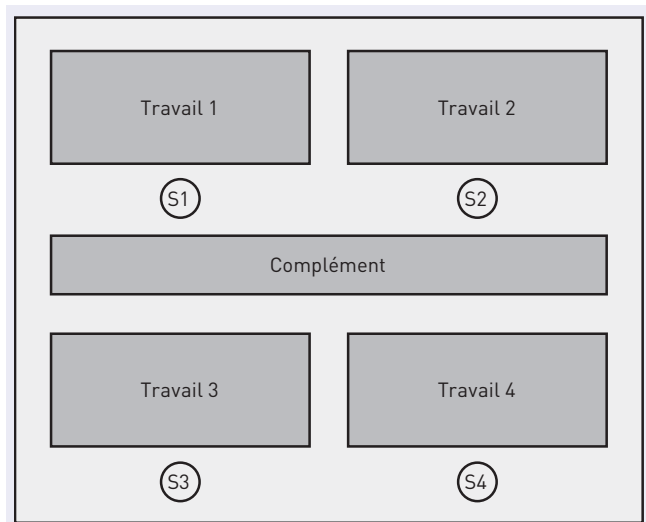 Travail 1
Travail 2
S1
S2
Complément
Travail 3
Travail 4
S3
S4